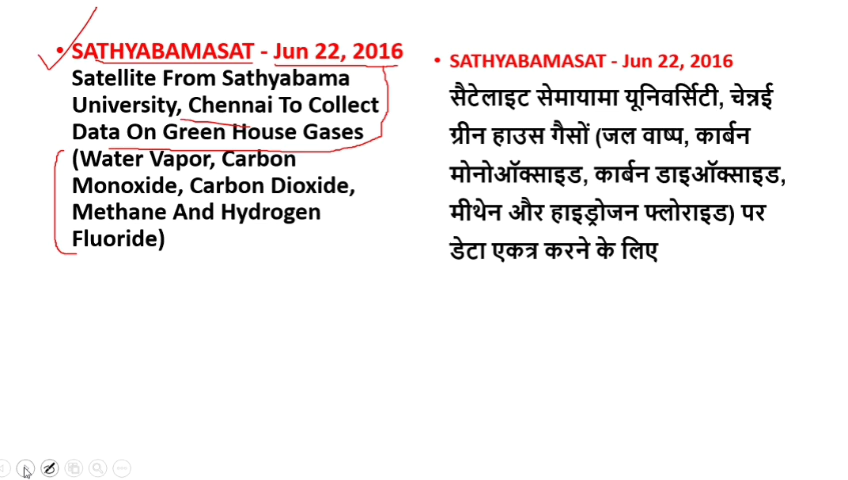 • SATHYABAMASAT - Jun 22, 2016
Satellite From Sathyabama
University, Chennai To Collect
Data On Green House Gases
(Water Vapor, Carbon
Monoxide, Carbon Dioxide,
Methane And Hydrogen
Fluoride)
• SATHYABAMASAT - Jun 22, 2016
सैटेलाइट सेमायामा यूनिवर्सिटी, चेन्नई
ग्रीन हाउस गैसों (जल वाष्प, कार्बन
मोनोऑक्साइड, कार्बन डाइऑक्साइड,
मीथेन और हाइड्रोजन फ्लोराइड) पर
डेटा एकत्र करने के लिए